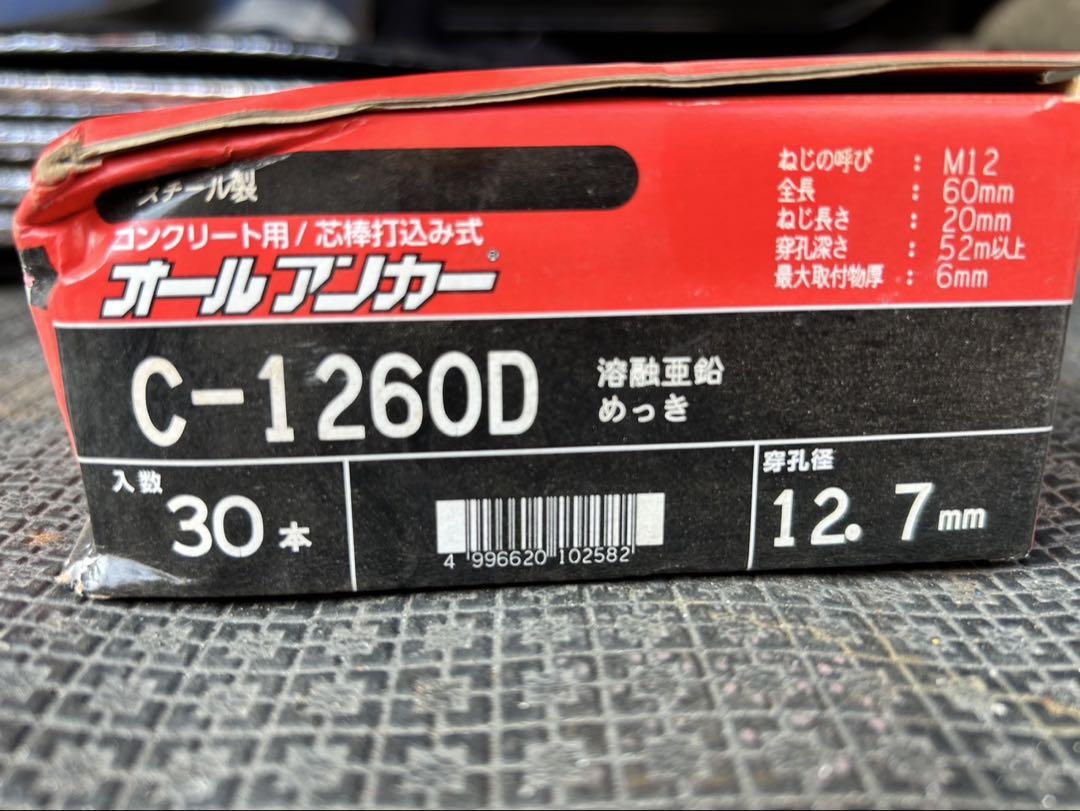 スチール製
コンクリート用/芯棒打込み式
オールアンカー®
ねじの呼び : M12
全長 : 60mm
ねじ長さ : 20mm
穿孔深さ : 52m以上
最大取付物厚 : 6mm
C-1260D
溶融亜鉛
めっき
入数
30本
4 996620 102582
穿孔径
12.7mm